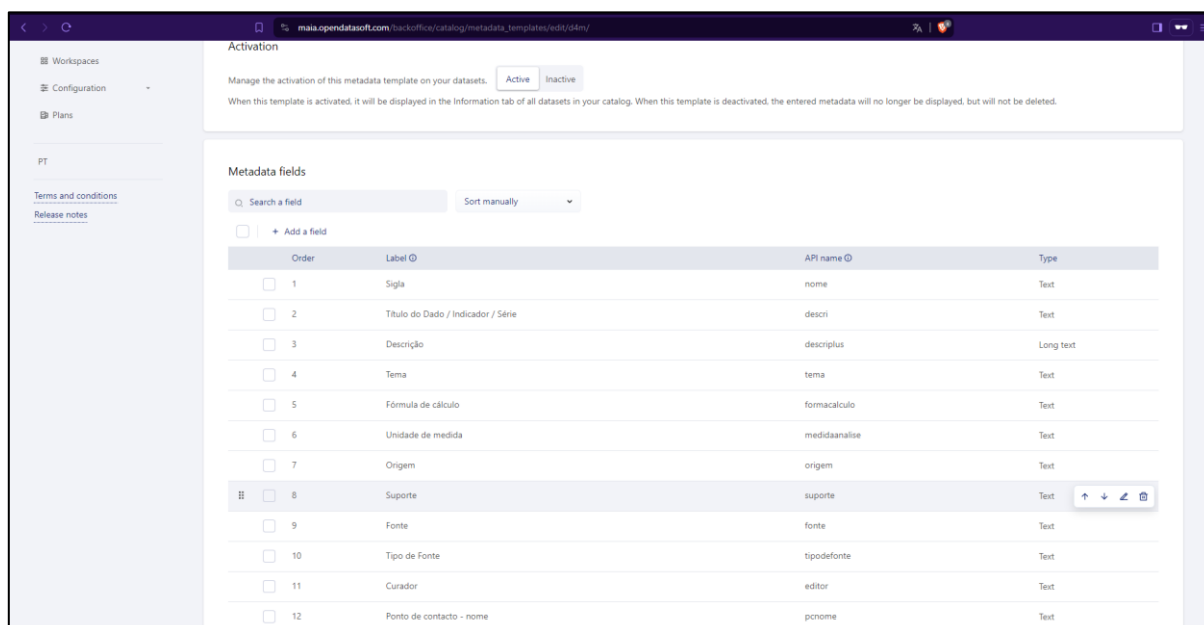 maia.opendatasoft.com/backoffice/catalog/metadata_templates/edit/d4m/
Workspaces
Configuration
Plans
PT
Terms and conditions
Release notes
Activation
Manage the activation of this metadata template on your datasets. Active Inactive
When this template is activated, it will be displayed in the Information tab of all datasets in your catalog. When this template is deactivated, the entered metadata will no longer be displayed, but will not be deleted.
Metadata fields
Search a field Sort manually
+ Add a field
Order Label API name Type
1 Sigla nome Text
2 Título do Dado / Indicador / Série descri Text
3 Descrição descriplus Long text
4 Tema tema Text
5 Fórmula de cálculo formacalculo Text
6 Unidade de medida medidaanalise Text
7 Origem origem Text
8 Suporte suporte Text
9 Fonte fonte Text
10 Tipo de Fonte tipodefonte Text
11 Curador editor Text
12 Ponto de contacto - nome pcnome Text